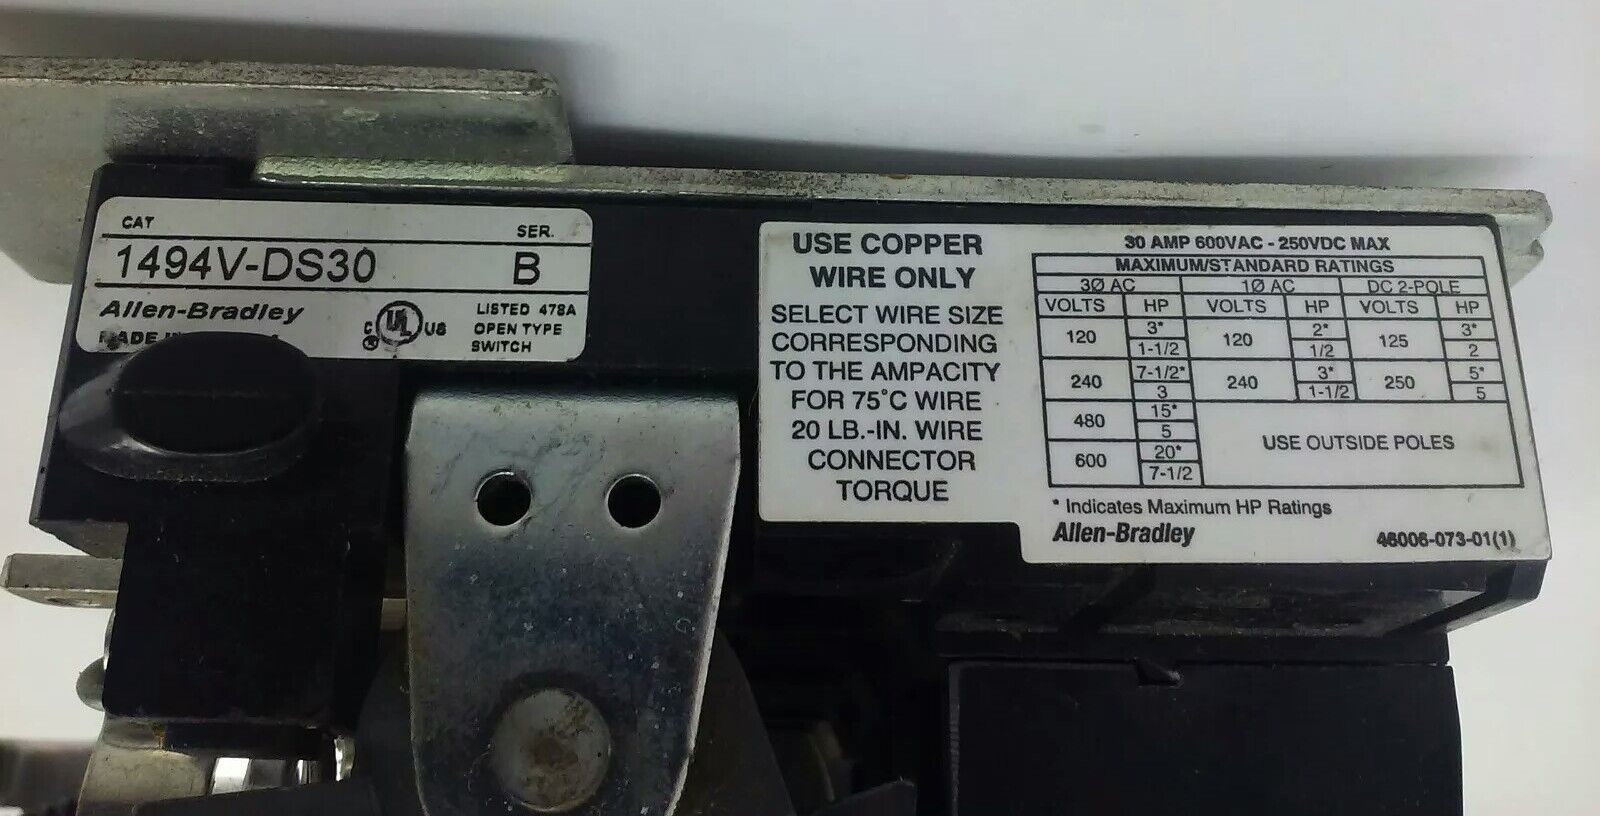 CAT SER.
1494V-DS30 B
Allen-Bradley
MADE
C UL US
LISTED 478A
OPEN TYPE
SWITCH
USE COPPER
WIRE ONLY
SELECT WIRE SIZE
CORRESPONDING
TO THE AMPACITY
FOR 75°C WIRE
20 LB.-IN. WIRE
CONNECTOR
TORQUE
30 AMP 600VAC - 250VDC MAX
MAXIMUM/STANDARD RATINGS
3Ø AC 1Ø AC DC 2-POLE
VOLTS HP VOLTS HP VOLTS HP
120 3* 120 2* 125 3*
1-1/2 1/2 2
240 7-1/2* 240 3* 250 5*
3 1-1/2 5
480 15*
5
600 20*
7-1/2
USE OUTSIDE POLES
* Indicates Maximum HP Ratings
Allen-Bradley 46006-073-01(1)